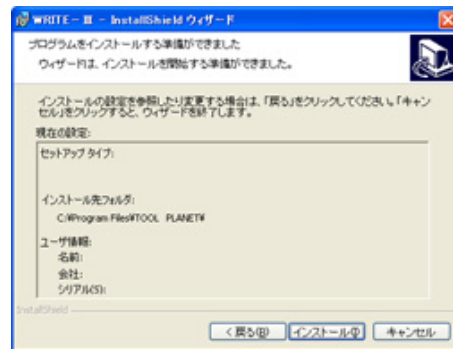 WRITE－Ⅲ － InstallShield ウィザード
プログラムをインストールする準備ができました
ウィザードは、インストールを開始する準備ができました。
インストールの設定を参照したり変更する場合は、「戻る」をクリックしてください。「キャン
セル」をクリックすると、ウィザードを終了します。
現在の設定:
セットアップ タイプ:
インストール先フォルダ:
C:¥Program Files¥TOOL PLANET¥
ユーザ情報:
名前:
会社:
シリアル(S):
InstallShield
< 戻る(B)
インストール(I)
キャンセル